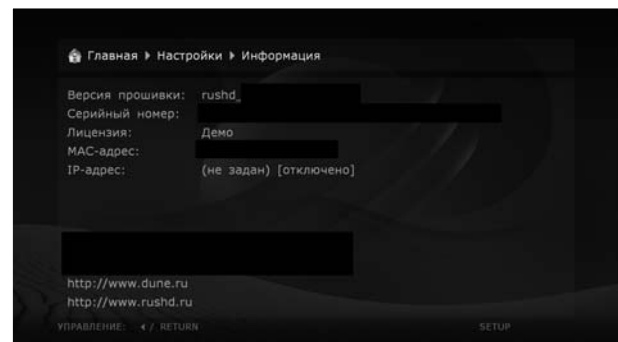 Главная ▸ Настройки ▸ Информация
Версия прошивки: rushd_
Серийный номер:
Лицензия: Демо
MAC-адрес:
IP-адрес: (не задан) [отключено]
http://www.dune.ru
http://www.rushd.ru
УПРАВЛЕНИЕ: ◂ / RETURN SETUP